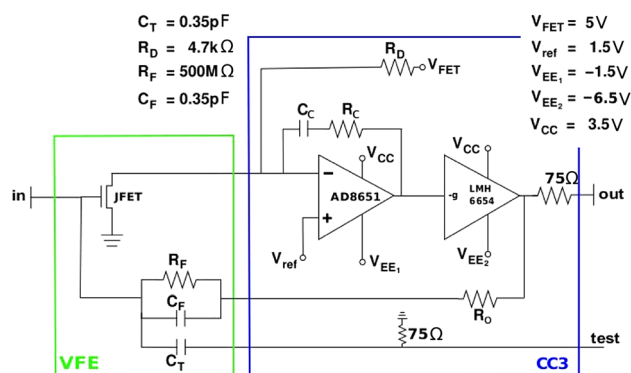 C_T = 0.35pF
R_D = 4.7kΩ
R_F = 500MΩ
C_F = 0.35pF
V_FET = 5V
V_ref = 1.5V
V_EE₁ = -1.5V
V_EE₂ = -6.5V
V_CC = 3.5V
R_D
V_FET
C_C R_C
V_CC
V_CC
in
JFET
−
AD8651
+
-g
LMH
6654
75Ω
out
V_ref
V_EE₁
V_EE₂
R_F
C_F
R_O
75Ω
test
C_T
VFE
CC3